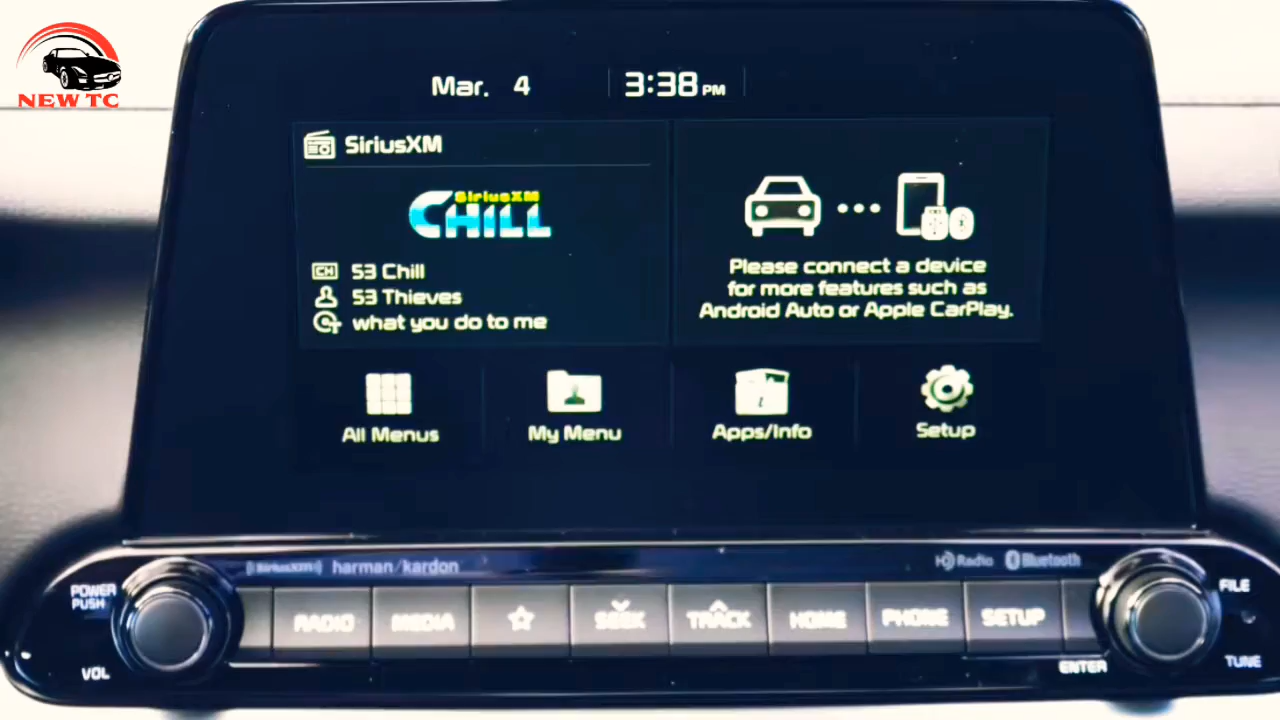 NEW TC
Mar. 4 3:38 PM
SiriusXM
SiriusXM
CHILL
CH 53 Chill
53 Thieves
what you do to me
Please connect a device
for more features such as
Android Auto or Apple CarPlay.
All Menus My Menu Apps/Info Setup
SiriusXM harman/kardon HD Radio Bluetooth
POWER
PUSH
VOL
RADIO MEDIA SEEK TRACK HOME PHONE SETUP
FILE
TUNE
ENTER